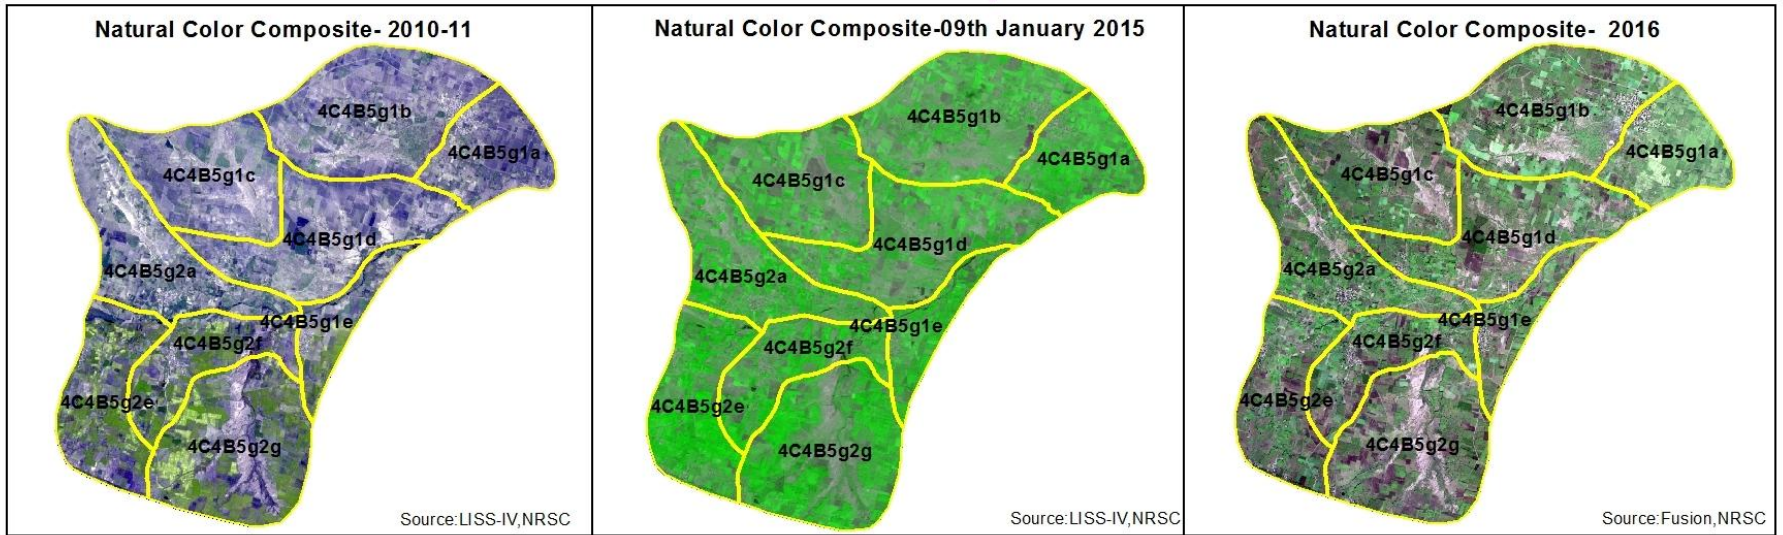 Natural Color Composite- 2010-11
4C4B5g1b
4C4B5g1a
4C4B5g1c
4C4B5g1d
4C4B5g2a
4C4B5g1e
4C4B5g2f
4C4B5g2e
4C4B5g2g
Source:LISS-IV,NRSC
Natural Color Composite-09th January 2015
4C4B5g1b
4C4B5g1a
4C4B5g1c
4C4B5g1d
4C4B5g2a
4C4B5g1e
4C4B5g2f
4C4B5g2e
4C4B5g2g
Source:LISS-IV,NRSC
Natural Color Composite- 2016
4C4B5g1b
4C4B5g1a
4C4B5g1c
4C4B5g1d
4C4B5g2a
4C4B5g1e
4C4B5g2f
4C4B5g2e
4C4B5g2g
Source:Fusion,NRSC